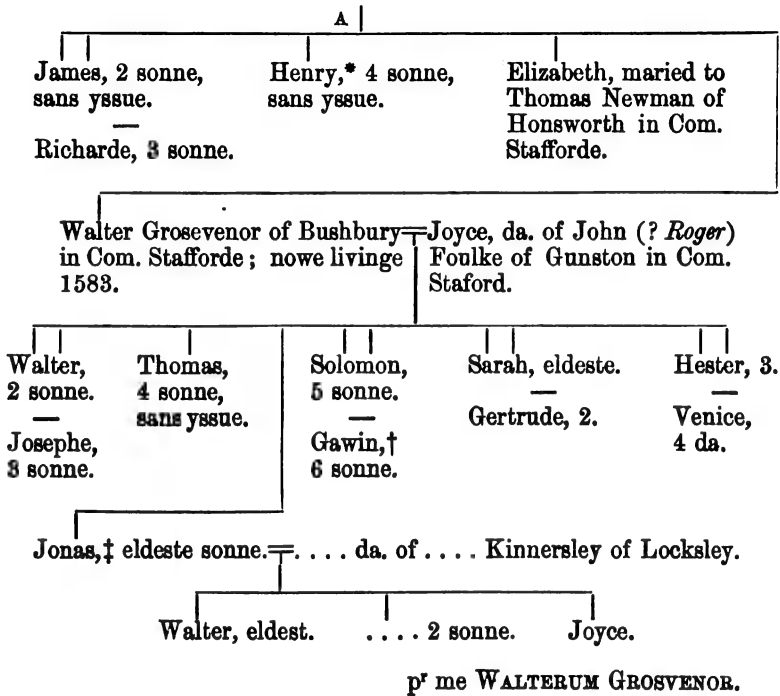 A
James, 2 sonne,
sans yssue.
—
Richarde, 3 sonne.
Henry,* 4 sonne,
sans yssue.
Elizabeth, maried to
Thomas Newman of
Honsworth in Com.
Stafforde.
Walter Grosevenor of Bushbury
in Com. Stafforde; nowe livinge
1583.
Joyce, da. of John (? Roger)
Foulke of Gunston in Com.
Staford.
Walter,
2 sonne.
—
Josephe,
3 sonne.
Thomas,
4 sonne,
sans yssue.
Solomon,
5 sonne.
—
Gawin,†
6 sonne.
Sarah, eldeste.
—
Gertrude, 2.
Hester, 3.
—
Venice,
4 da.
Jonas,‡ eldeste sonne. . . . . da. of . . . . Kinnersley of Locksley.
Walter, eldest.
. . . . 2 sonne.
Joyce.
pʳ me WALTERUM GROSVENOR.